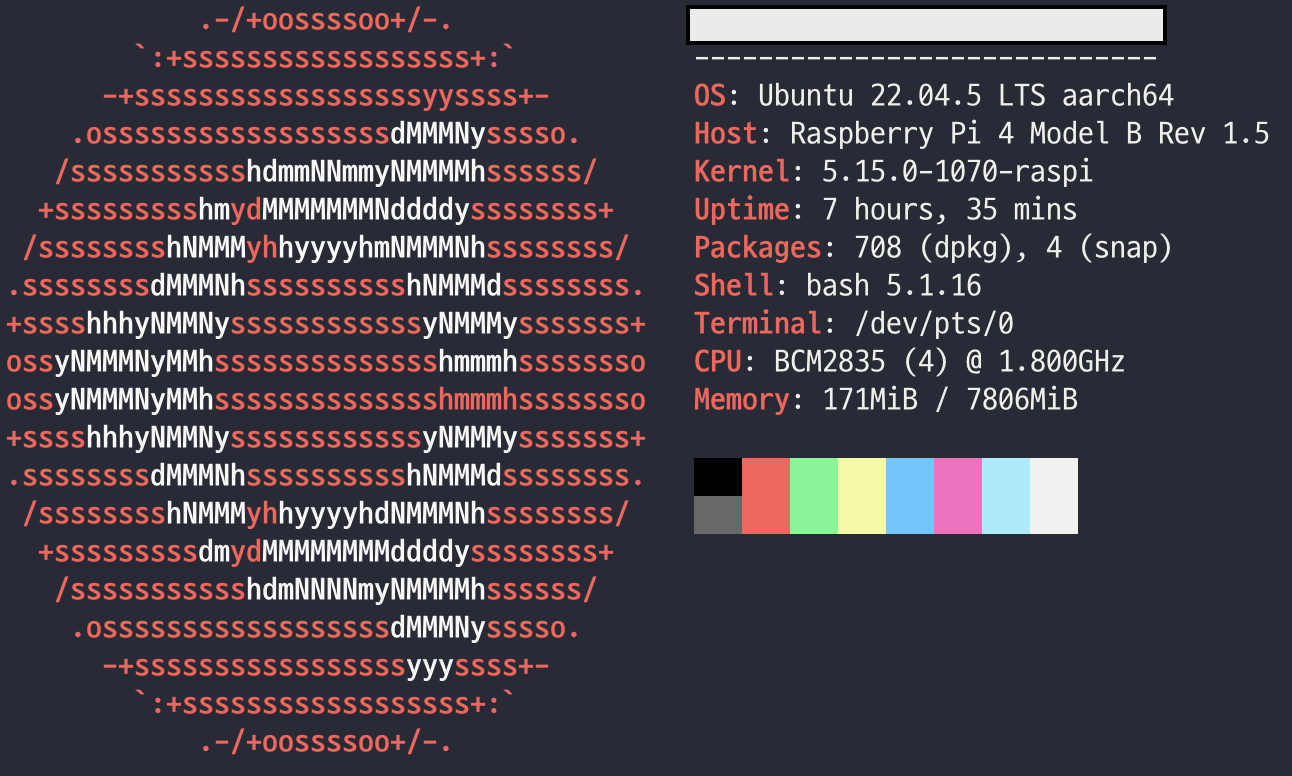 .-/+oossssoo+/-.
`:+ssssssssssssssssss+:`
-+ssssssssssssssssssyyssss+-
.ossssssssssssssssssdMMMNysssso.
/ssssssssssshdmmNNmmyNMMMMhssssss/
+ssssssssshmydMMMMMMMNddddyssssssss+
/sssssssshNMMMyhhyyyyhmNMMMNhssssssss/
.ssssssssdMMMNhsssssssssshNMMMdssssssss.
+sssshhhyNMMNyssssssssssssyNMMMysssssss+
ossyNMMMNyMMhsssssssssssssshmmmhssssssso
ossyNMMMNyMMhsssssssssssssshmmmhssssssso
+sssshhhyNMMNyssssssssssssyNMMMysssssss+
.ssssssssdMMMNhsssssssssshNMMMdssssssss.
/sssssssshNMMMyhhyyyyhdNMMMNhssssssss/
+sssssssssdmydMMMMMMMMddddyssssssss+
/ssssssssssshdmNNNNmyNMMMMhssssss/
.ossssssssssssssssssdMMMNysssso.
-+sssssssssssssssssyyyssss+-
`:+ssssssssssssssssss+:`
.-/+oossssoo+/-.
-----------------------------
OS: Ubuntu 22.04.5 LTS aarch64
Host: Raspberry Pi 4 Model B Rev 1.5
Kernel: 5.15.0-1070-raspi
Uptime: 7 hours, 35 mins
Packages: 708 (dpkg), 4 (snap)
Shell: bash 5.1.16
Terminal: /dev/pts/0
CPU: BCM2835 (4) @ 1.800GHz
Memory: 171MiB / 7806MiB